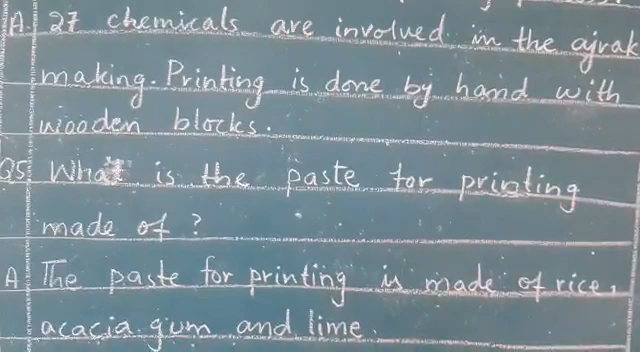 A. 27 chemicals are involved in the ajrak
making. Printing is done by hand with
wooden blocks.
Q5. What is the paste for printing
made of?
A The paste for printing is made of rice,
acacia gum and lime.